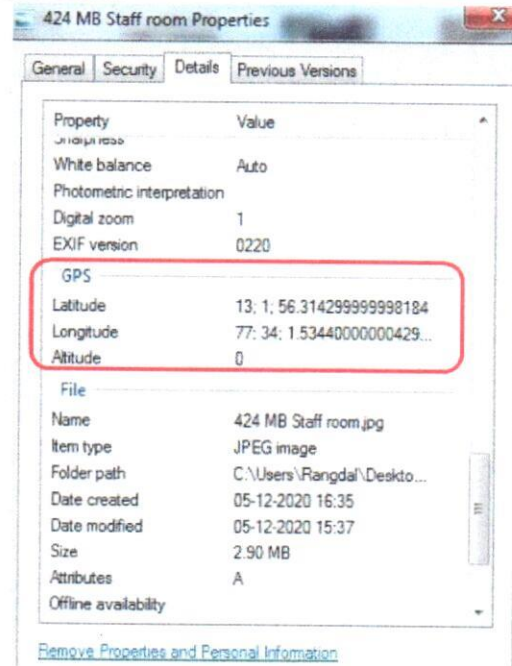 424 MB Staff room Properties
General Security Details Previous Versions
Property Value
Sharpness
White balance Auto
Photometric interpretation
Digital zoom 1
EXIF version 0220
GPS
Latitude 13; 1; 56.314299999998184
Longitude 77; 34; 1.53440000000429...
Altitude 0
File
Name 424 MB Staff room.jpg
Item type JPEG image
Folder path C:\Users\Rangdal\Deskto...
Date created 05-12-2020 16:35
Date modified 05-12-2020 15:37
Size 2.90 MB
Attributes A
Offline availability
Remove Properties and Personal Information